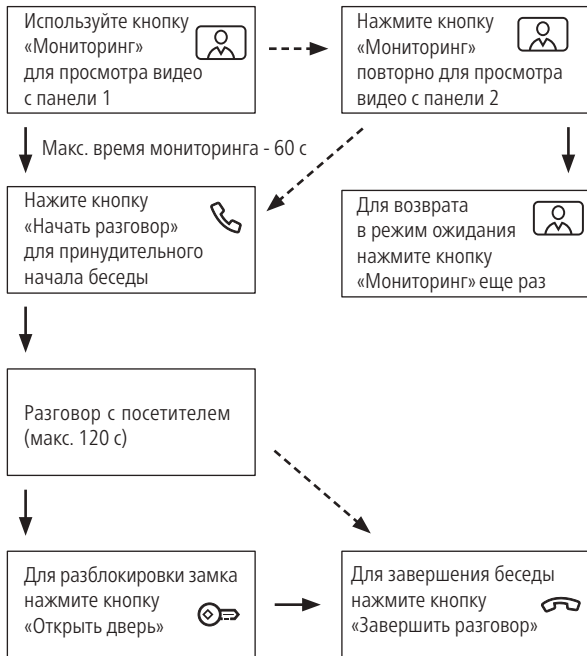 Используйте кнопку
«Мониторинг»
для просмотра видео
с панели 1
Нажмите кнопку
«Мониторинг»
повторно для просмотра
видео с панели 2
Макс. время мониторинга - 60 с
Нажите кнопку
«Начать разговор»
для принудительного
начала беседы
Для возврата
в режим ожидания
нажмите кнопку
«Мониторинг» еще раз
Разговор с посетителем
(макс. 120 с)
Для разблокировки замка
нажмите кнопку
«Открыть дверь»
Для завершения беседы
нажмите кнопку
«Завершить разговор»